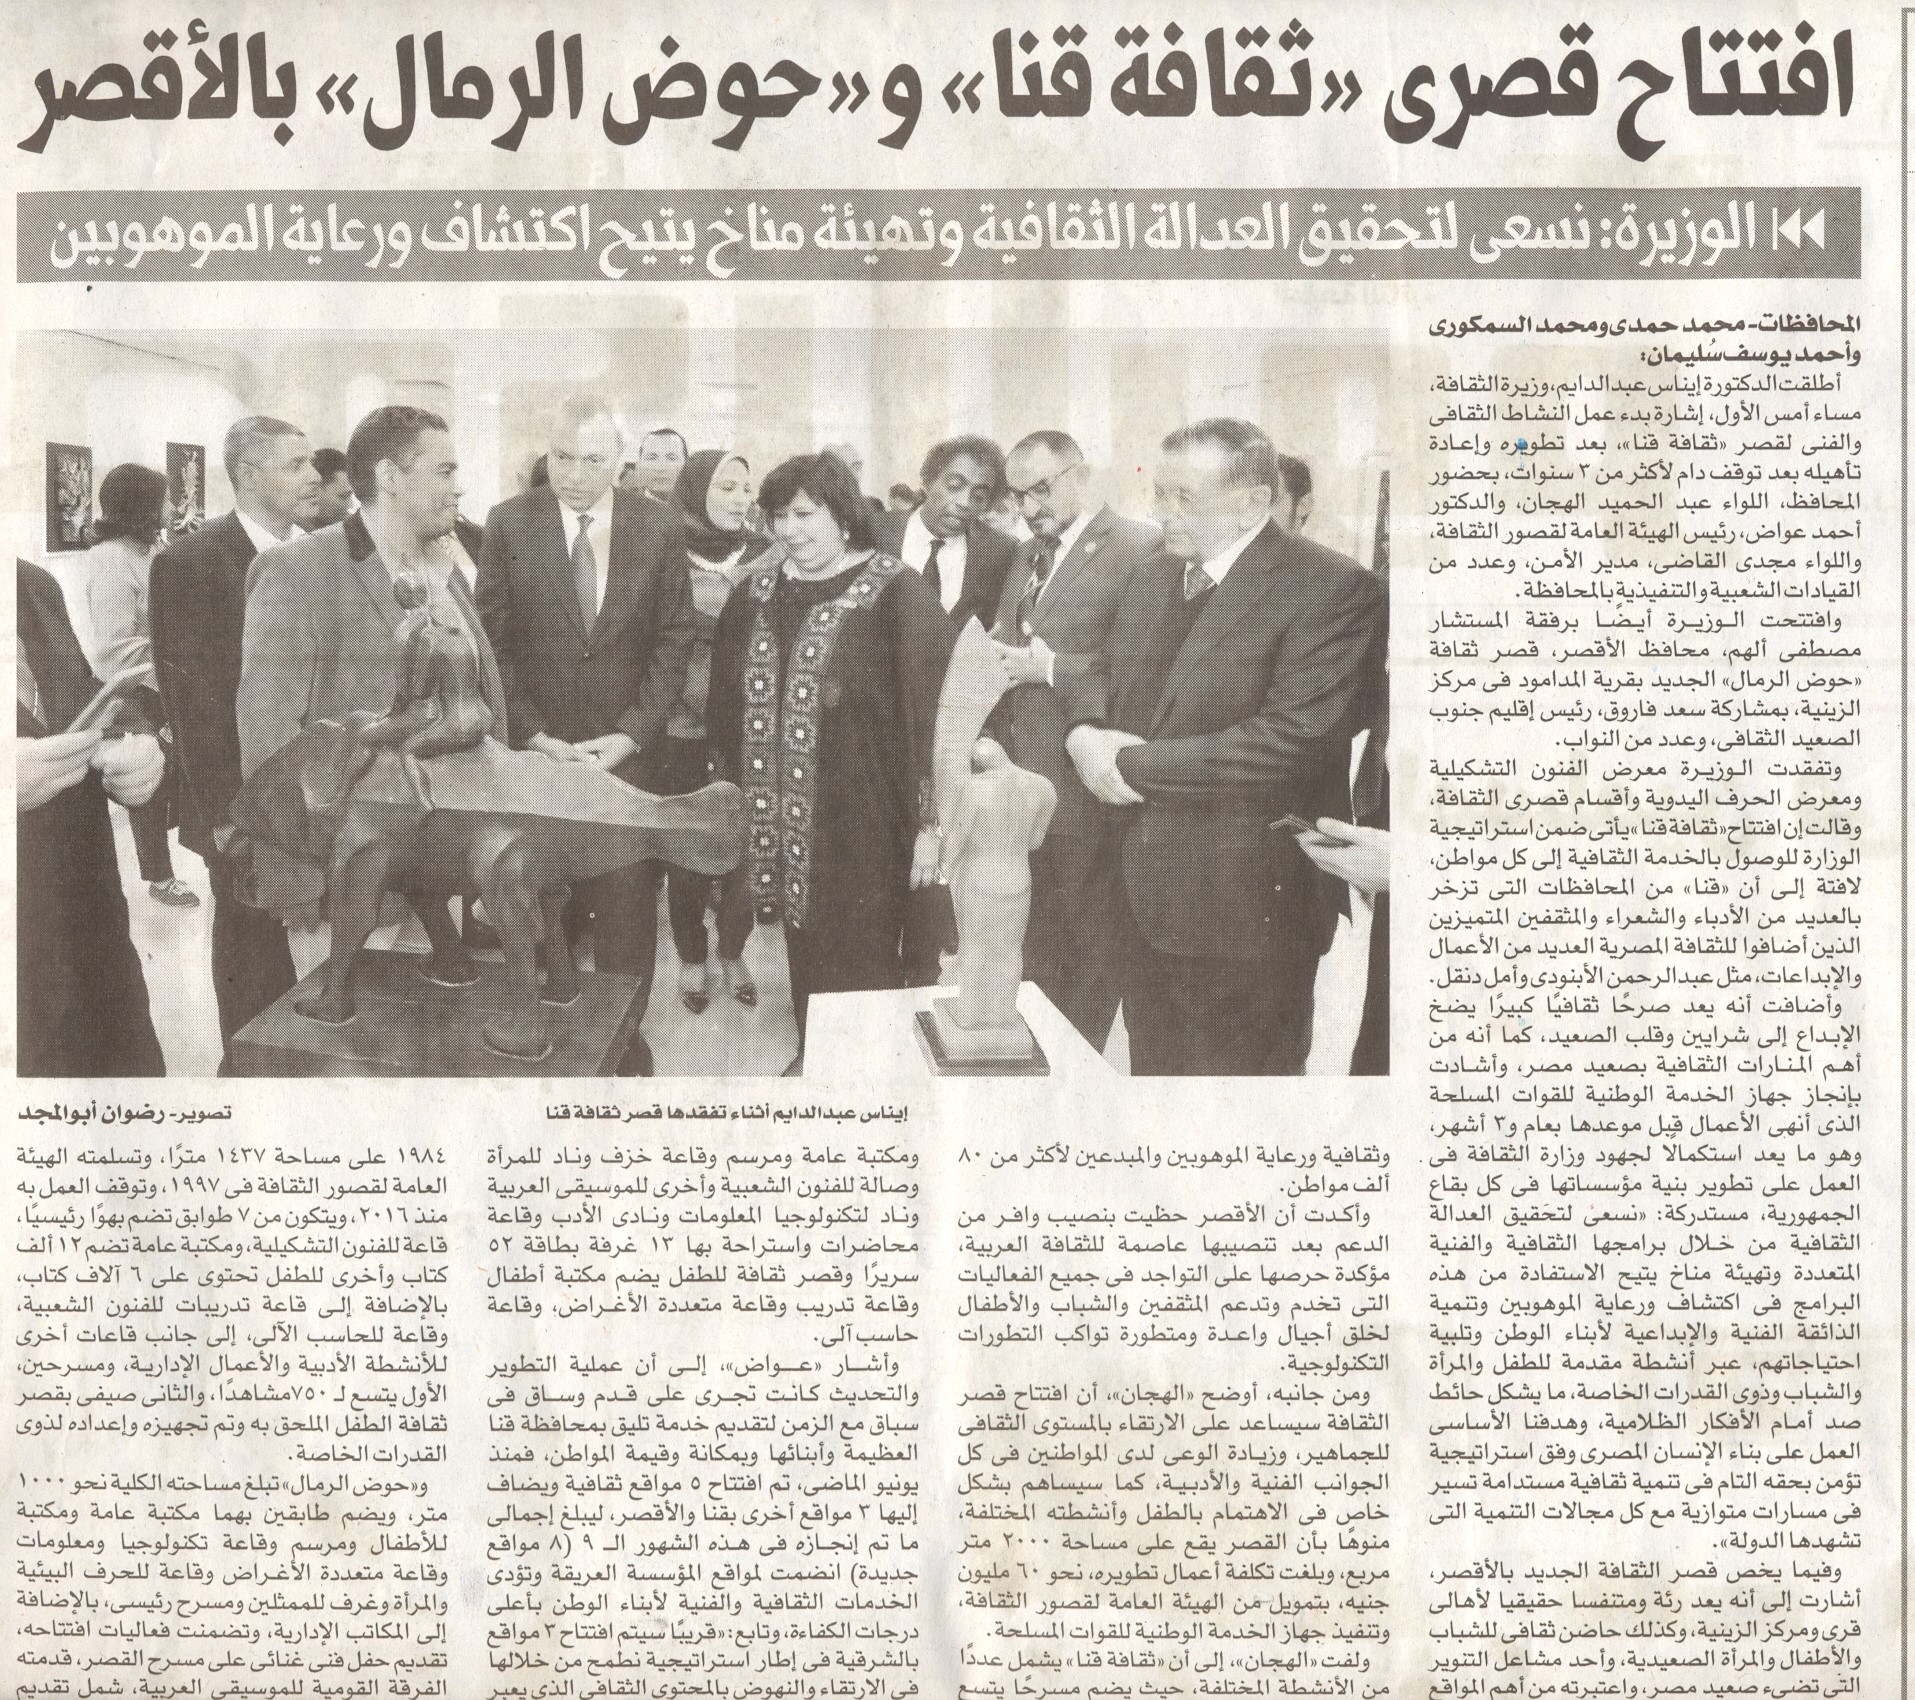 افتتاح قصرى «ثقافة قنا» و«حوض الرمال» بالأقصر
الوزيرة: نسعى لتحقيق العدالة الثقافية وتهيئة مناخ يتيح اكتشاف ورعاية الموهوبين
المحافظات- محمد حمدى ومحمد السمكورى
وأحمد يوسف سُليمان:
أطلقت الدكتورة إيناس عبدالدايم، وزيرة الثقافة،
مساء أمس الأول، إشارة بدء عمل النشاط الثقافى
والفنى لقصر «ثقافة قنا»، بعد تطويره وإعادة
تأهيله بعد توقف دام لأكثر من ٣ سنوات، بحضور
المحافظ، اللواء عبد الحميد الهجان، والدكتور
أحمد عواض، رئيس الهيئة العامة لقصور الثقافة،
واللواء مجدى القاضى، مدير الأمن، وعدد من
القيادات الشعبية والتنفيذية بالمحافظة.
وافتتحت الوزيرة أيضًا برفقة المستشار
مصطفى ألهم، محافظ الأقصر، قصر ثقافة
«حوض الرمال» الجديد بقرية المدامود فى مركز
الزينية، بمشاركة سعد فاروق، رئيس إقليم جنوب
الصعيد الثقافى، وعدد من النواب.
وتفقدت الوزيرة معرض الفنون التشكيلية
ومعرض الحرف اليدوية وأقسام قصرى الثقافة،
وقالت إن افتتاح «ثقافة قنا» يأتى ضمن استراتيجية
الوزارة للوصول بالخدمة الثقافية إلى كل مواطن،
لافتة إلى أن «قنا» من المحافظات التى تزخر
بالعديد من الأدباء والشعراء والمثقفين المتميزين
الذين أضافوا للثقافة المصرية العديد من الأعمال
والإبداعات، مثل عبدالرحمن الأبنودى وأمل دنقل.
وأضافت أنه يعد صرحًا ثقافيًا كبيرًا يضخ
الإبداع إلى شرايين وقلب الصعيد، كما أنه من
أهم المنارات الثقافية بصعيد مصر، وأشادت
بإنجاز جهاز الخدمة الوطنية للقوات المسلحة
الذى أنهى الأعمال قبل موعدها بعام و٣ أشهر،
وهو ما يعد استكمالًا لجهود وزارة الثقافة فى
العمل على تطوير بنية مؤسساتها فى كل بقاع
الجمهورية، مستدركة: «نسعى لتحقيق العدالة
الثقافية من خلال برامجها الثقافية والفنية
المتعددة وتهيئة مناخ يتيح الاستفادة من هذه
البرامج فى اكتشاف ورعاية الموهوبين وتنمية
الذائقة الفنية والإبداعية لأبناء الوطن وتلبية
احتياجاتهم، عبر أنشطة مقدمة للطفل والمرأة
والشباب وذوى القدرات الخاصة، ما يشكل حائط
صد أمام الأفكار الظلامية، وهدفنا الأساسى
العمل على بناء الإنسان المصرى وفق استراتيجية
تؤمن بحقه التام فى تنمية ثقافية مستدامة تسير
فى مسارات متوازية مع كل مجالات التنمية التى
تشهدها الدولة».
وفيما يخص قصر الثقافة الجديد بالأقصر،
أشارت إلى أنه يعد رئة ومتنفسا حقيقيا لأهالى
قرى ومركز الزينية، وكذلك حاضن ثقافى للشباب
والأطفال والمرأة الصعيدية، وأحد مشاعل التنوير
التى تضىء صعيد مصر، واعتبرته من أهم المواقع
إيناس عبدالدايم أثناء تفقدها قصر ثقافة قنا
تصوير- رضوان أبوالمجد
وثقافية ورعاية الموهوبين والمبدعين لأكثر من ٨٠
ألف مواطن.
وأكدت أن الأقصر حظيت بنصيب وافر من
الدعم بعد تنصيبها عاصمة للثقافة العربية،
مؤكدة حرصها على التواجد فى جميع الفعاليات
التى تخدم وتدعم المثقفين والشباب والأطفال
لخلق أجيال واعدة ومتطورة تواكب التطورات
التكنولوجية.
ومن جانبه، أوضح «الهجان»، أن افتتاح قصر
الثقافة سيساعد على الارتقاء بالمستوى الثقافى
للجماهير، وزيادة الوعى لدى المواطنين فى كل
الجوانب الفنية والأدبية، كما سيساهم بشكل
خاص فى الاهتمام بالطفل وأنشطته المختلفة،
منوهًا بأن القصر يقع على مساحة ٢٠٠٠ متر
مربع، وبلغت تكلفة أعمال تطويره، نحو ٦٠ مليون
جنيه، بتمويل من الهيئة العامة لقصور الثقافة،
وتنفيذ جهاز الخدمة الوطنية للقوات المسلحة.
ولفت «الهجان»، إلى أن «ثقافة قنا» يشمل عددًا
من الأنشطة المختلفة، حيث يضم مسرحًا يتسع
ومكتبة عامة ومرسم وقاعة خزف وناد للمرأة
وصالة للفنون الشعبية وأخرى للموسيقى العربية
وناد لتكنولوجيا المعلومات ونادى الأدب وقاعة
محاضرات واستراحة بها ١٣ غرفة بطاقة ٥٢
سريرًا وقصر ثقافة للطفل يضم مكتبة أطفال
وقاعة تدريب وقاعة متعددة الأغراض، وقاعة
حاسب آلى.
وأشار «عواض»، إلى أن عملية التطوير
والتحديث كانت تجرى على قدم وساق فى
سباق مع الزمن لتقديم خدمة تليق بمحافظة قنا
العظيمة وأبنائها وبمكانة وقيمة المواطن، فمنذ
يونيو الماضى، تم افتتاح ٥ مواقع ثقافية ويضاف
إليها ٣ مواقع أخرى بقنا والأقصر، ليبلغ إجمالى
ما تم إنجازه فى هذه الشهور الـ ٩ (٨ مواقع
جديدة) انضمت لمواقع المؤسسة العريقة وتؤدى
الخدمات الثقافية والفنية لأبناء الوطن بأعلى
درجات الكفاءة، وتابع: «قريبًا سيتم افتتاح ٣ مواقع
بالشرقية فى إطار استراتيجية نطمح من خلالها
فى الارتقاء والنهوض بالمحتوى الثقافى الذى يعبر
١٩٨٤ على مساحة ١٤٣٧ مترًا، وتسلمته الهيئة
العامة لقصور الثقافة فى ١٩٩٧، وتوقف العمل به
منذ ٢٠١٦، ويتكون من ٧ طوابق تضم بهوًا رئيسيًا،
قاعة للفنون التشكيلية، ومكتبة عامة تضم ١٢ ألف
كتاب وأخرى للطفل تحتوى على ٦ آلاف كتاب،
بالإضافة إلى قاعة تدريبات للفنون الشعبية،
وقاعة للحاسب الآلى، إلى جانب قاعات أخرى
للأنشطة الأدبية والأعمال الإدارية، ومسرحين،
الأول يتسع لـ ٧٥٠ مشاهدًا، والثانى صيفى بقصر
ثقافة الطفل الملحق به وتم تجهيزه وإعداده لذوى
القدرات الخاصة.
و«حوض الرمال» تبلغ مساحته الكلية نحو ١٠٠٠
متر، ويضم طابقين بهما مكتبة عامة ومكتبة
للأطفال ومرسم وقاعة تكنولوجيا ومعلومات
وقاعة متعددة الأغراض وقاعة للحرف البيئية
والمرأة وغرف للممثلين ومسرح رئيسى، بالإضافة
إلى المكاتب الإدارية، وتضمنت فعاليات افتتاحه،
تقديم حفل فنى غنائى على مسرح القصر، قدمته
الفرقة القومية للموسيقى العربية، شمل تقديم